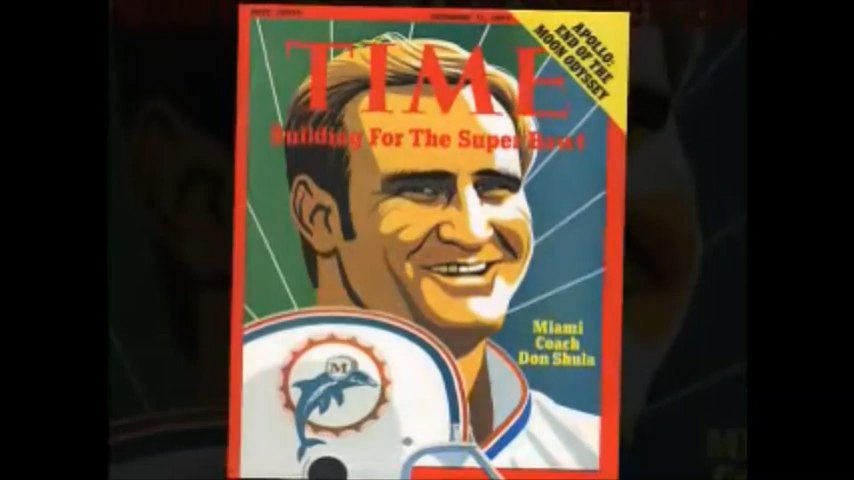 APOLLO:
END OF THE
MOON ODYSSEY
TIME
Building For The Super Bowl
Miami
Coach
Don Shula
M